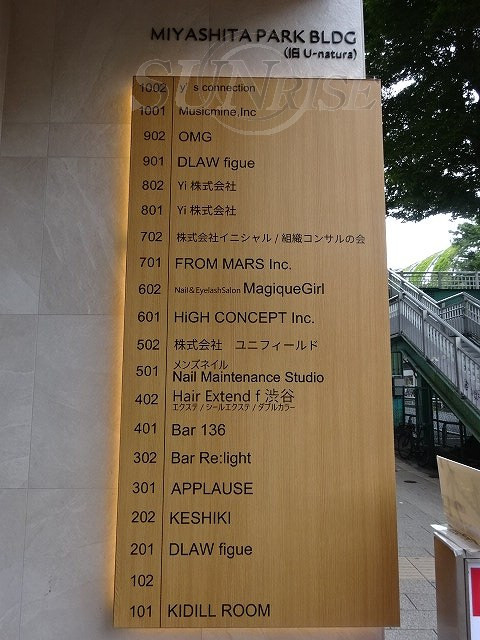 MIYASHITA PARK BLDG
(旧 U-natura)
SUNRISE
1002 y's connection
1001 Musicmine,Inc
902 OMG
901 DLAW figue
802 Yi 株式会社
801 Yi 株式会社
702 株式会社イニシャル / 組織コンサルの会
701 FROM MARS Inc.
602 Nail & EyelashSalon MagiqueGirl
601 HiGH CONCEPT Inc.
502 株式会社 ユニフィールド
メンズネイル
501 Nail Maintenance Studio
402 Hair Extend f 渋谷
エクステ / シールエクステ / ダブルカラー
401 Bar 136
302 Bar Re:light
301 APPLAUSE
202 KESHIKI
201 DLAW figue
102
101 KIDILL ROOM